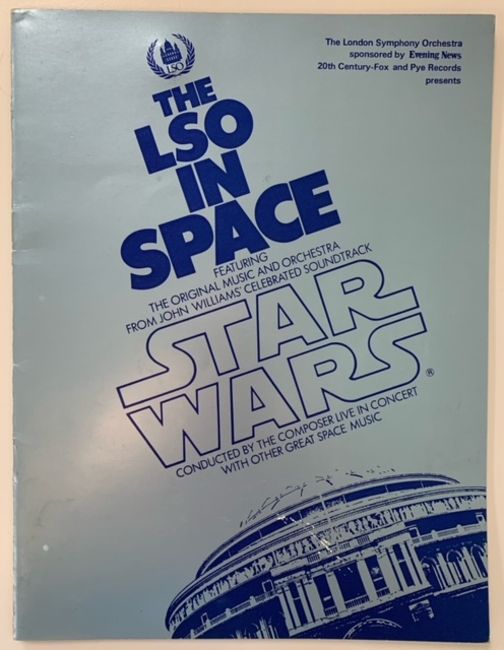 LSO
The London Symphony Orchestra
sponsored by Evening News
20th Century-Fox and Pye Records
presents
THE
LSO
IN
SPACE
FEATURING
THE ORIGINAL MUSIC AND ORCHESTRA
FROM JOHN WILLIAMS' CELEBRATED SOUNDTRACK
STAR
WARS®
CONDUCTED BY THE COMPOSER LIVE IN CONCERT
WITH OTHER GREAT SPACE MUSIC